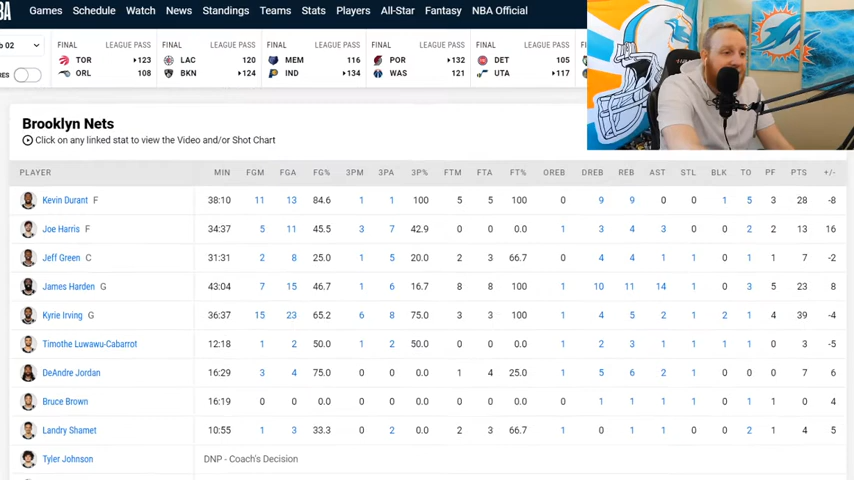 Games Schedule Watch News Standings Teams Stats Players All-Star Fantasy NBA Official
02 FINAL LEAGUE PASS FINAL LEAGUE PASS FINAL LEAGUE PASS FINAL LEAGUE PASS FINAL LEAGUE PASS
TOR 123 LAC 120 MEM 116 POR 132 DET 105
ORL 108 BKN 124 IND 134 WAS 121 UTA 117
Brooklyn Nets
Click on any linked stat to view the Video and/or Shot Chart
PLAYER MIN FGM FGA FG% 3PM 3PA 3P% FTM FTA FT% OREB DREB REB AST STL BLK TO PF PTS +/-
Kevin Durant F 38:10 11 13 84.6 1 1 100 5 5 100 0 9 9 0 0 1 5 3 28 -8
Joe Harris F 34:37 5 11 45.5 3 7 42.9 0 0 0.0 1 3 4 3 0 0 2 2 13 16
Jeff Green C 31:31 2 8 25.0 1 5 20.0 2 3 66.7 0 4 4 1 1 0 1 1 7 -2
James Harden G 43:04 7 15 46.7 1 6 16.7 8 8 100 1 10 11 14 0 0 3 5 23 8
Kyrie Irving G 36:37 15 23 65.2 6 8 75.0 3 3 100 1 4 5 2 1 2 1 4 39 -4
Timothe Luwawu-Cabarrot 12:18 1 2 50.0 1 2 50.0 0 0 0.0 1 2 3 1 1 1 1 0 3 -5
DeAndre Jordan 16:29 3 4 75.0 0 0 0.0 1 4 25.0 1 5 6 2 1 0 0 0 7 6
Bruce Brown 16:19 0 0 0.0 0 0 0.0 0 0 0.0 0 1 1 1 1 0 1 1 0 4
Landry Shamet 10:55 1 3 33.3 0 2 0.0 2 3 66.7 1 0 1 1 0 0 2 1 4 5
Tyler Johnson DNP - Coach's Decision